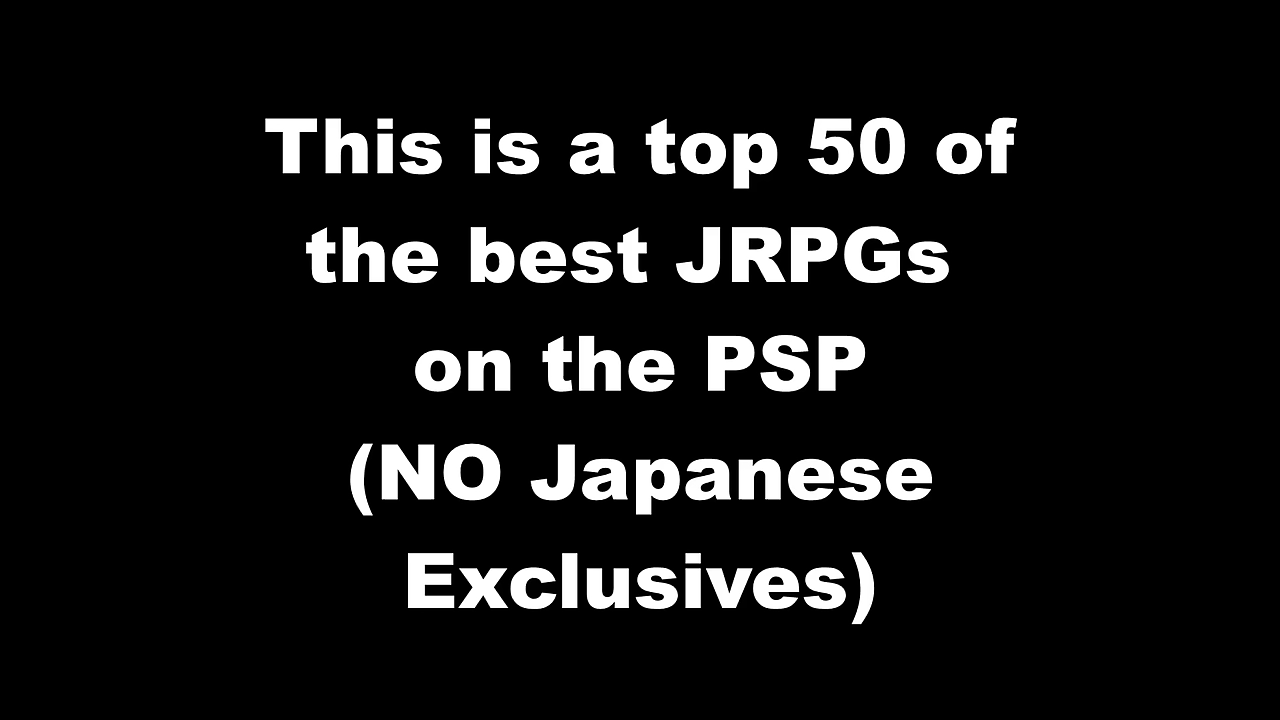 This is a top 50 of
the best JRPGs
on the PSP
(NO Japanese
Exclusives)